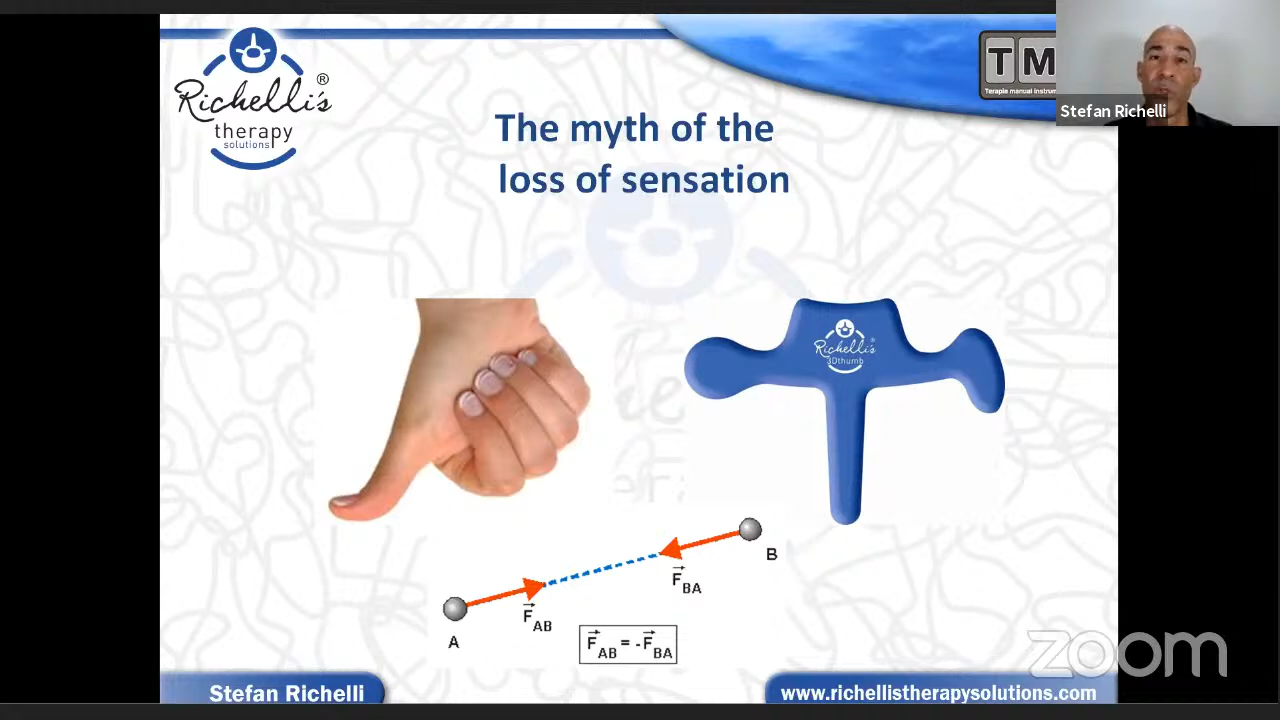 Richelli's ®
therapy
solutions
TM
Terapia manual instrum
Stefan Richelli
The myth of the
loss of sensation
Richelli's ®
3Dthumb
B
F BA
F AB
A
F AB = - F BA
zoom
Stefan Richelli
www.richellistherapysolutions.com